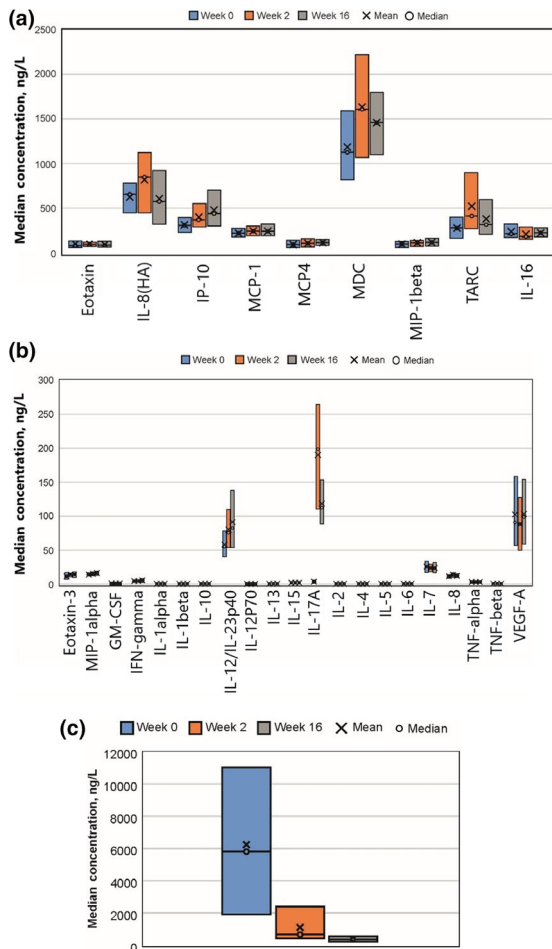 (a)
Week 0 Week 2 Week 16 Mean Median
Median concentration, ng/L
2500
2000
1500
1000
500
0
Eotaxin
IL-8(HA)
IP-10
MCP-1
MCP4
MDC
MIP-1beta
TARC
IL-16
(b)
Week 0 Week 2 Week 16 Mean Median
Median concentration, ng/L
300
250
200
150
100
50
0
Eotaxin-3
MIP-1alpha
GM-CSF
IFN-gamma
IL-1alpha
IL-1beta
IL-10
IL-12/IL-23p40
IL-12P70
IL-13
IL-15
IL-17A
IL-2
IL-4
IL-5
IL-6
IL-7
IL-8
TNF-alpha
TNF-beta
VEGF-A
(c)
Week 0 Week 2 Week 16 Mean Median
Median concentration, ng/L
12000
10000
8000
6000
4000
2000
0